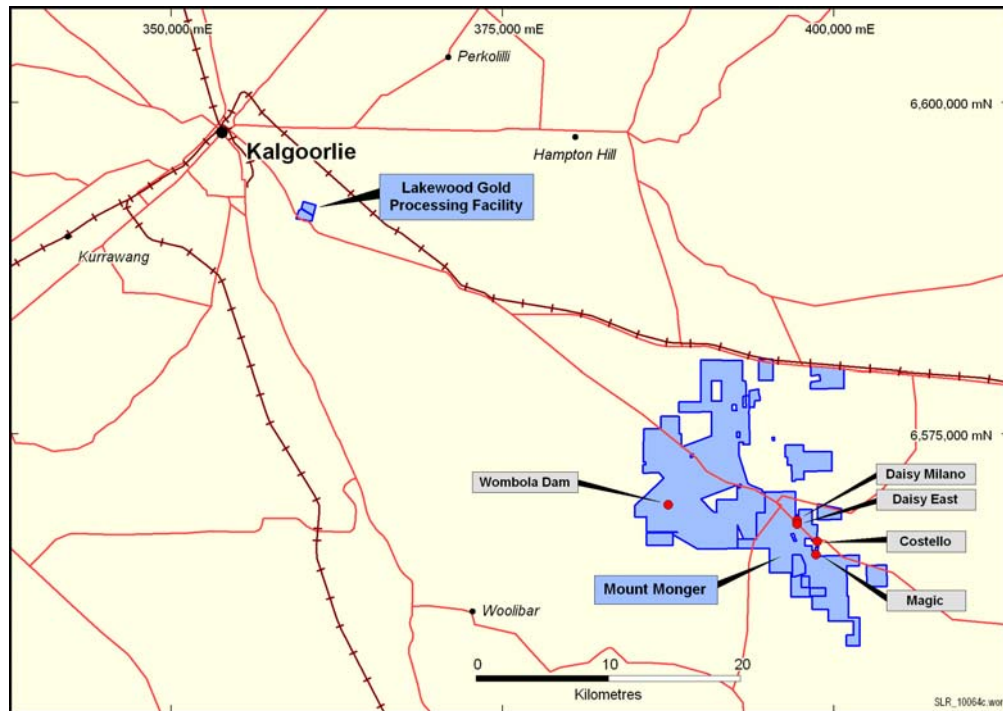 350,000 mE
375,000 mE
400,000 mE
Perkolilli
6,600,000 mN
Kalgoorlie
Hampton Hill
Lakewood Gold
Processing Facility
Kurrawang
6,575,000 mN
Wombola Dam
Daisy Milano
Daisy East
Costello
Mount Monger
Magic
Woolibar
0
10
20
Kilometres
SLR_10064c.wor